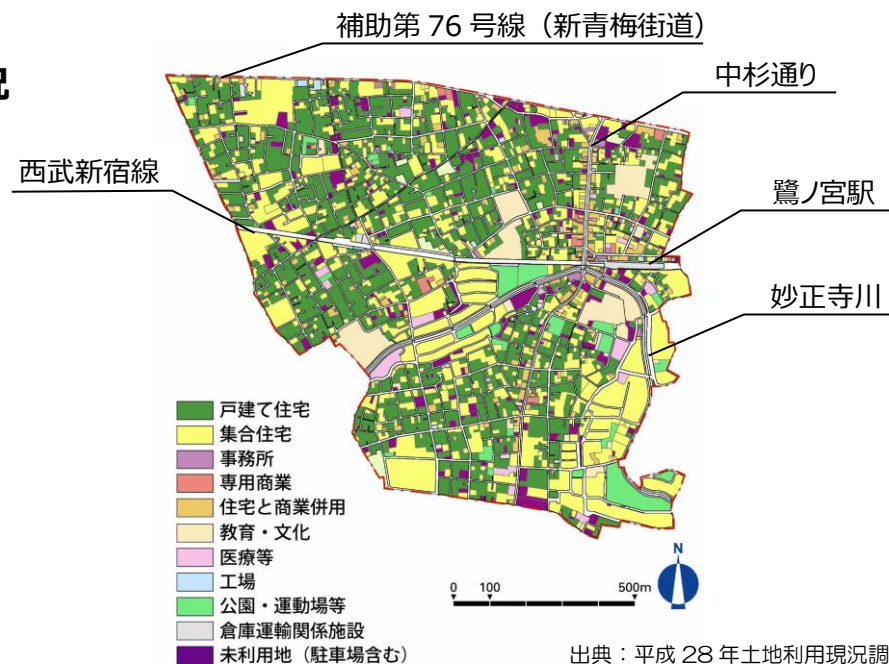 補助第 76 号線（新青梅街道）
況
中杉通り
西武新宿線
鷺ノ宮駅
妙正寺川
戸建て住宅
集合住宅
事務所
専用商業
住宅と商業併用
教育・文化
医療等
工場
公園・運動場等
倉庫運輸関係施設
未利用地（駐車場含む）
N
0 100 500m
出典：平成 28 年土地利用現況調